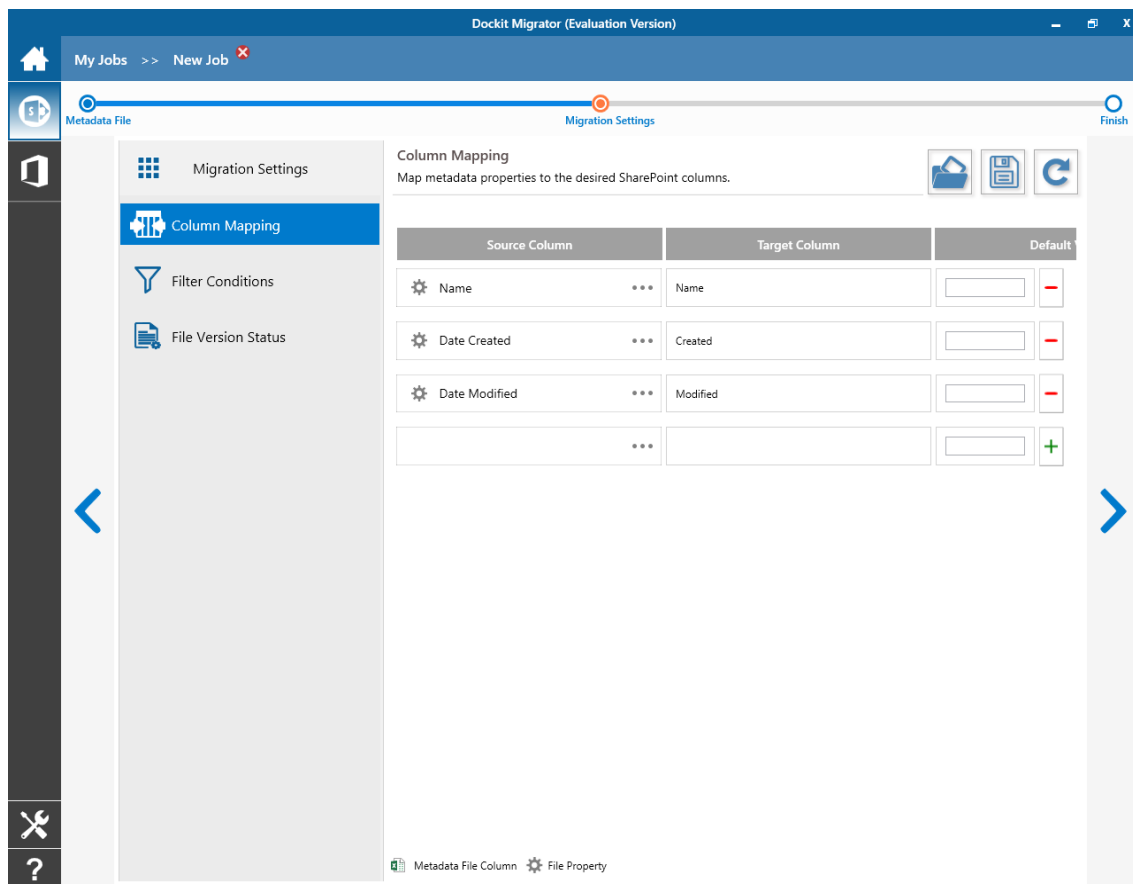 Dockit Migrator (Evaluation Version)
My Jobs >> New Job
Metadata File
Migration Settings
Finish
Migration Settings
Column Mapping
Filter Conditions
File Version Status
Column Mapping
Map metadata properties to the desired SharePoint columns.
Source Column Target Column Default
Name Name
Date Created Created
Date Modified Modified
Metadata File Column File Property